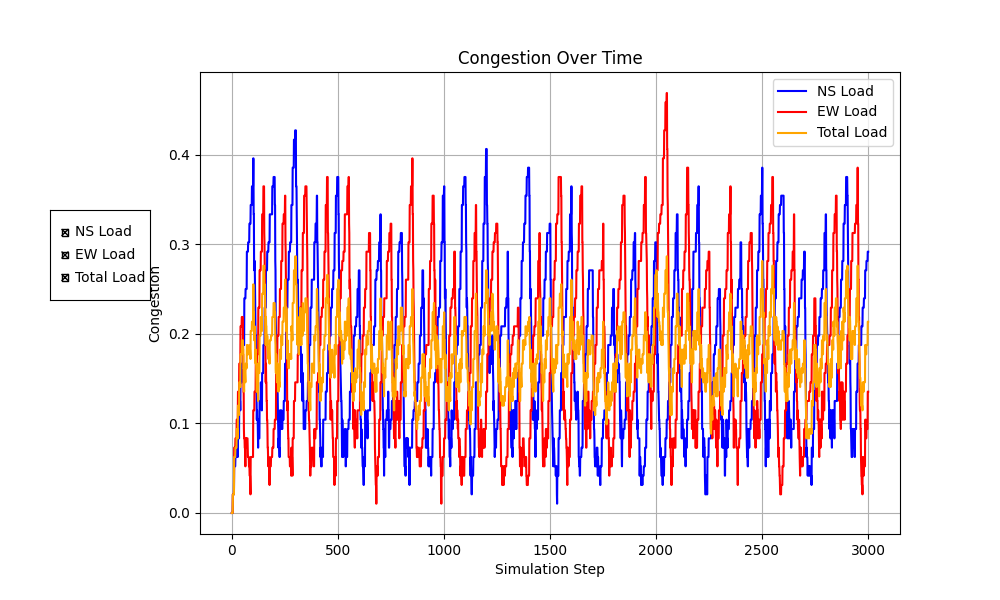 Congestion Over Time
NS Load
EW Load
Total Load
NS Load
EW Load
Total Load
Congestion
0.4
0.3
0.2
0.1
0.0
0
500
1000
1500
2000
2500
3000
Simulation Step